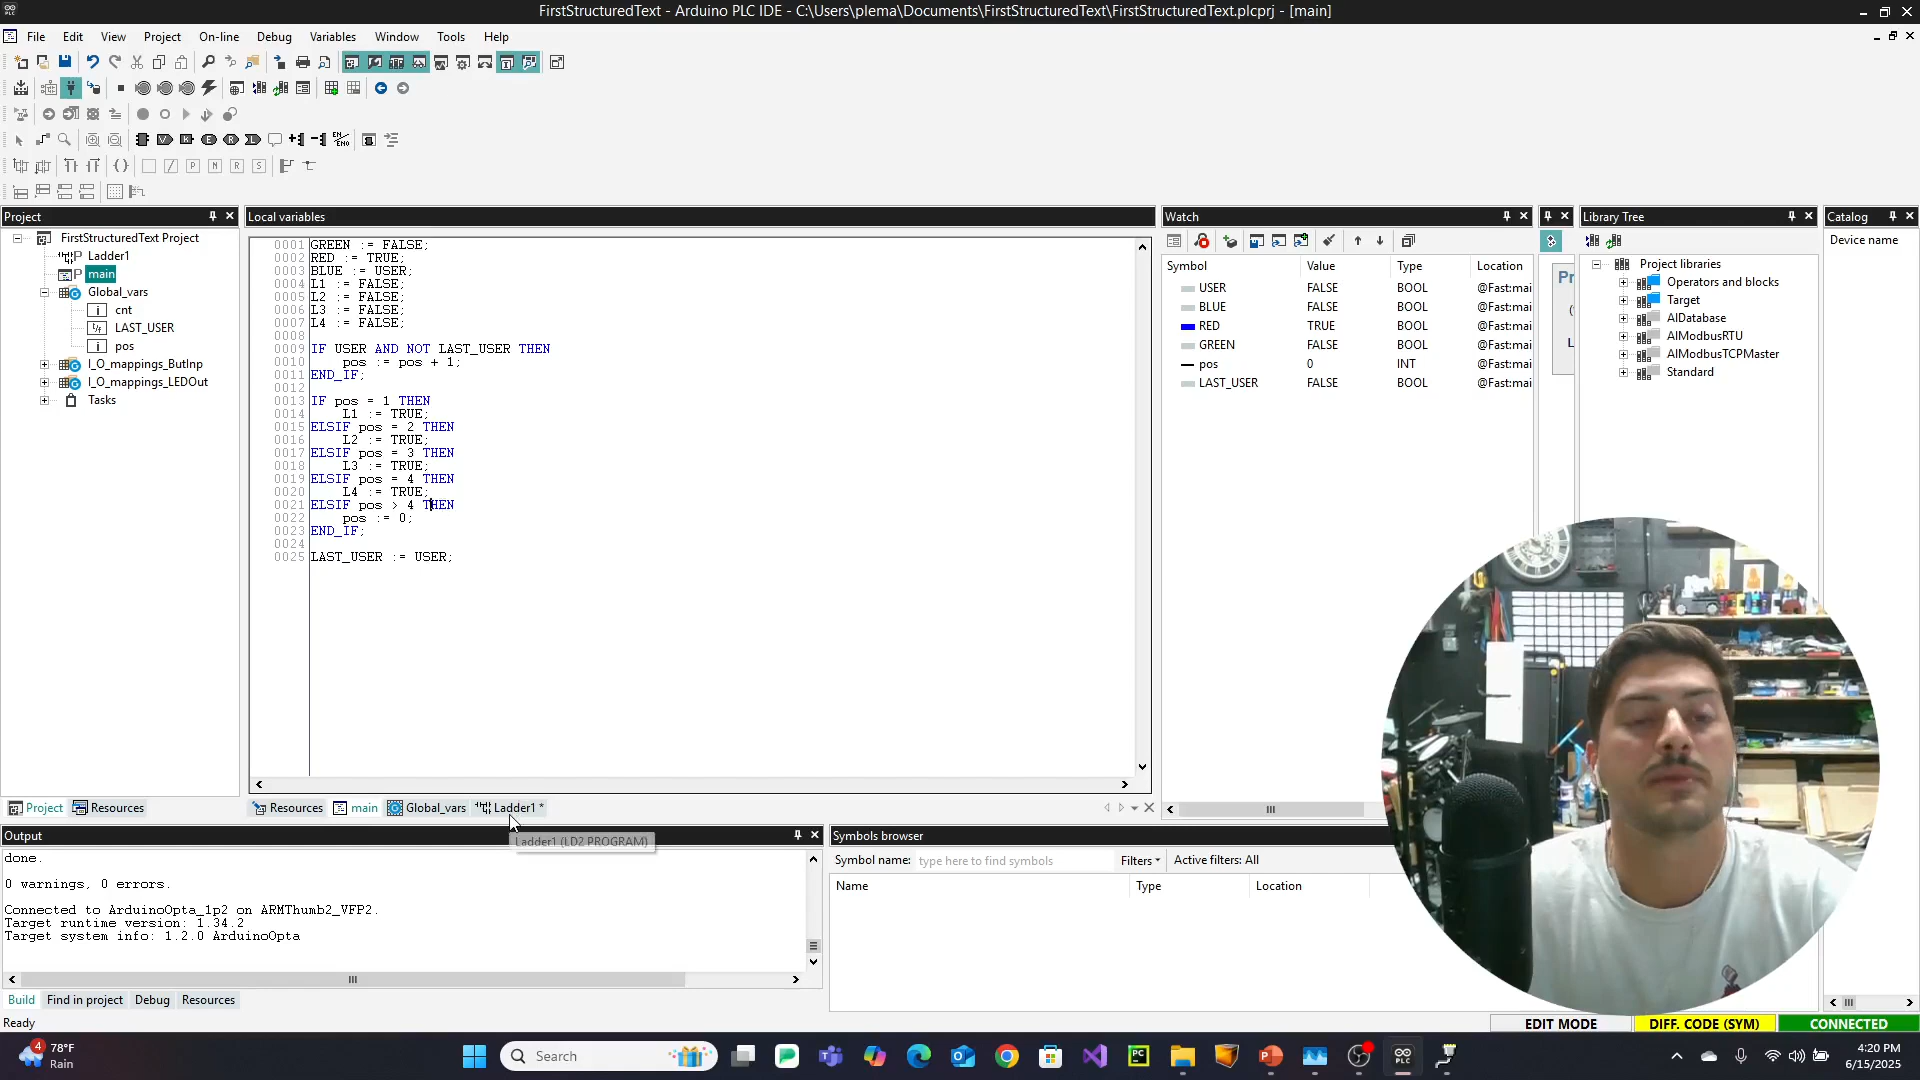 FirstStructuredText - Arduino PLC IDE - C:\Users\plema\Documents\FirstStructuredText\FirstStructuredText.plcprj - [main]
File Edit View Project On-line Debug Variables Window Tools Help
Project
FirstStructuredText Project
Ladder1
main
Global_vars
cnt
LAST_USER
pos
I_O_mappings_ButInp
I_O_mappings_LEDOut
Tasks
Project Resources
Local variables
0001 GREEN := FALSE;
0002 RED := TRUE;
0003 BLUE := USER;
0004 L1 := FALSE;
0005 L2 := FALSE;
0006 L3 := FALSE;
0007 L4 := FALSE;
0008
0009 IF USER AND NOT LAST_USER THEN
0010 pos := pos + 1;
0011 END_IF;
0012
0013 IF pos = 1 THEN
0014 L1 := TRUE;
0015 ELSIF pos = 2 THEN
0016 L2 := TRUE;
0017 ELSIF pos = 3 THEN
0018 L3 := TRUE;
0019 ELSIF pos = 4 THEN
0020 L4 := TRUE;
0021 ELSIF pos > 4 THEN
0022 pos := 0;
0023 END_IF;
0024
0025 LAST_USER := USER;
Resources main Global_vars Ladder1 *
Ladder1 (LD2 PROGRAM)
Watch
Symbol Value Type Location
USER FALSE BOOL @Fast:mai
BLUE FALSE BOOL @Fast:mai
RED TRUE BOOL @Fast:mai
GREEN FALSE BOOL @Fast:mai
pos 0 INT @Fast:mai
LAST_USER FALSE BOOL @Fast:mai
Pr
L
Library Tree
Project libraries
Operators and blocks
Target
AlDatabase
AlModbusRTU
AlModbusTCPMaster
Standard
Catalog
Device name
Output
done.
0 warnings, 0 errors.
Connected to ArduinoOpta_1p2 on ARMThumb2_VFP2.
Target runtime version: 1.34.2
Target system info: 1.2.0 ArduinoOpta
Build Find in project Debug Resources
Symbols browser
Symbol name: type here to find symbols Filters Active filters: All
Name Type Location
Ready
EDIT MODE DIFF. CODE (SYM) CONNECTED
4
78°F
Rain
Search
4:20 PM
6/15/2025